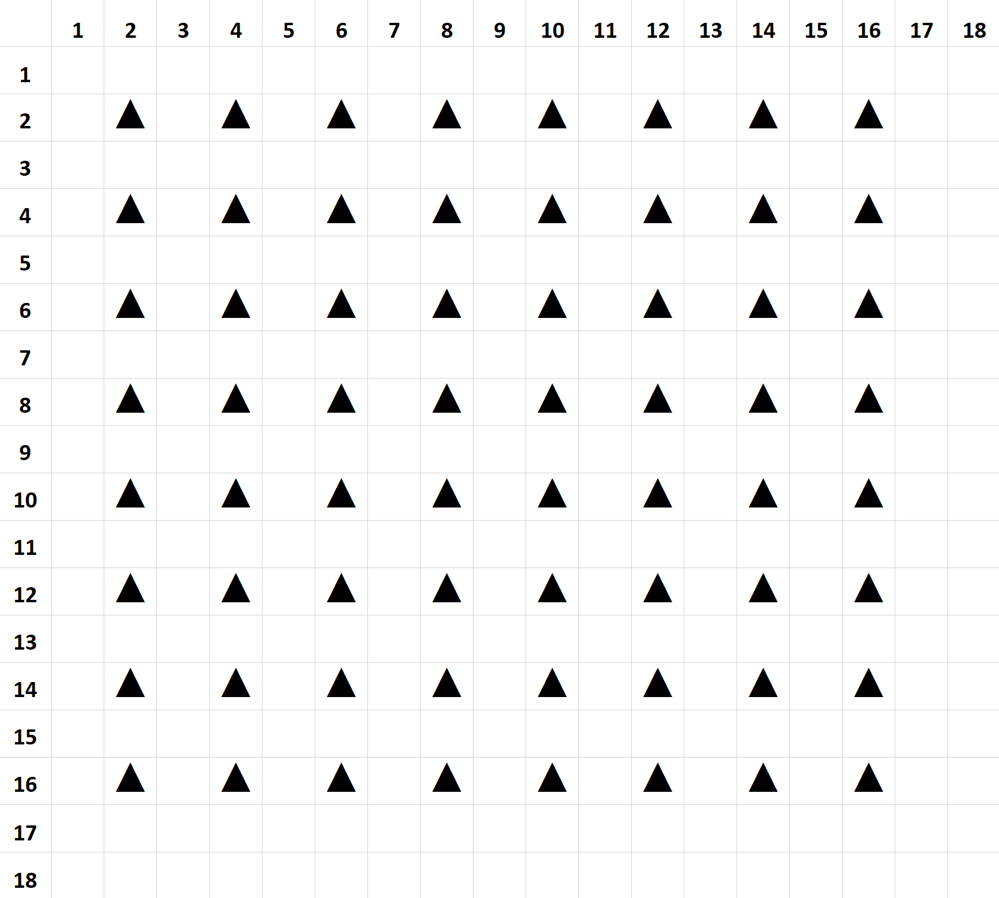 1 2 3 4 5 6 7 8 9 10 11 12 13 14 15 16 17 18
1
2 ▲ ▲ ▲ ▲ ▲ ▲ ▲ ▲
3
4 ▲ ▲ ▲ ▲ ▲ ▲ ▲ ▲
5
6 ▲ ▲ ▲ ▲ ▲ ▲ ▲ ▲
7
8 ▲ ▲ ▲ ▲ ▲ ▲ ▲ ▲
9
10 ▲ ▲ ▲ ▲ ▲ ▲ ▲ ▲
11
12 ▲ ▲ ▲ ▲ ▲ ▲ ▲ ▲
13
14 ▲ ▲ ▲ ▲ ▲ ▲ ▲ ▲
15
16 ▲ ▲ ▲ ▲ ▲ ▲ ▲ ▲
17
18